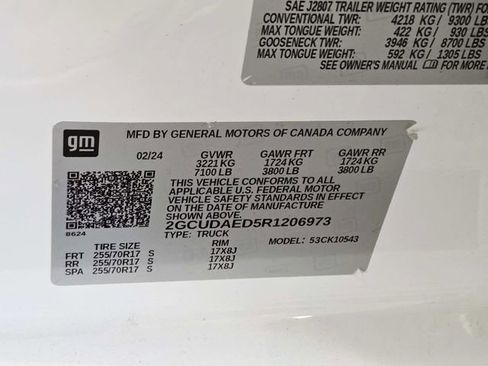 SAE J2807 TRAILER WEIGHT RATING (TWR) FO
CONVENTIONAL TWR: 4218 KG / 9300 LB
MAX TONGUE WEIGHT: 422 KG / 930 LB
GOOSENECK TWR: 3946 KG / 8700 LB
MAX TONGUE WEIGHT: 592 KG / 1305 LB
SEE OWNER'S MANUAL FOR MORE
gm
MFD BY GENERAL MOTORS OF CANADA COMPANY
02/24 GVWR GAWR FRT GAWR RR
3221 KG 1724 KG 1724 KG
7100 LB 3800 LB 3800 LB
THIS VEHICLE CONFORMS TO ALL
APPLICABLE U.S. FEDERAL MOTOR
VEHICLE SAFETY STANDARDS IN EFFECT
ON THE DATE OF MANUFACTURE SHOWN ABOVE.
2GCUDAED5R1206973
TYPE: TRUCK
8624
MODEL: 53CK10543
TIRE SIZE RIM
FRT 255/70R17 S 17X8J
RR 255/70R17 S 17X8J
SPA 255/70R17 S 17X8J